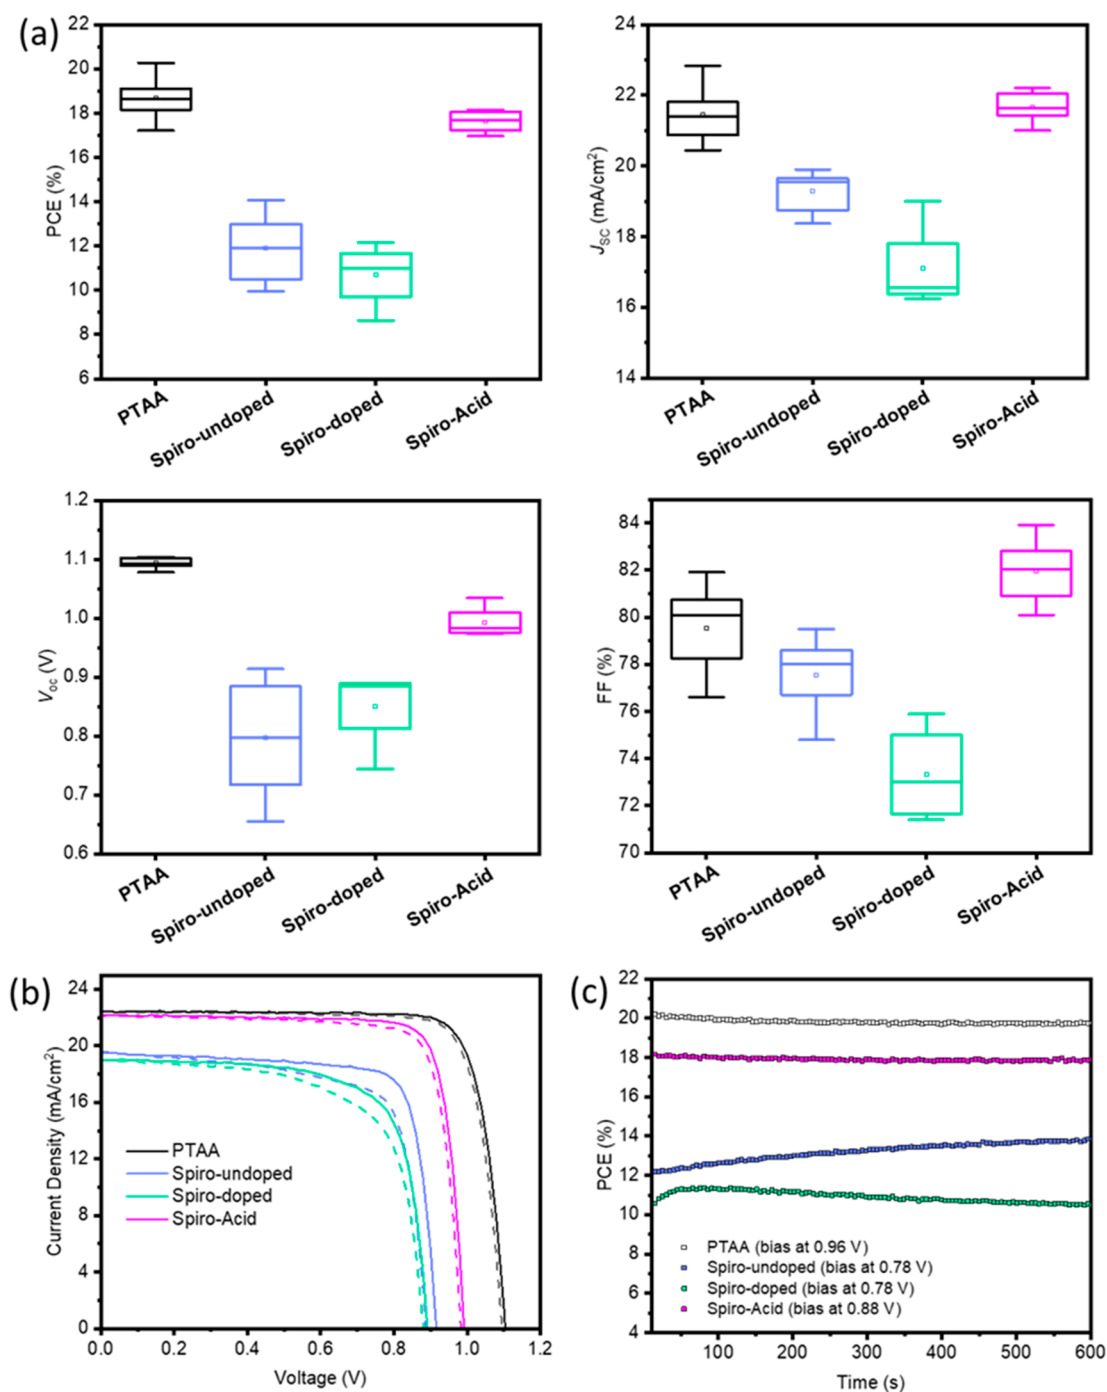 (a)
22
20
18
16
14
12
10
8
6
PCE (%)
PTAA
Spiro-undoped
Spiro-doped
Spiro-Acid
24
22
20
18
16
14
JSC (mA/cm2)
PTAA
Spiro-undoped
Spiro-doped
Spiro-Acid
1.2
1.1
1.0
0.9
0.8
0.7
0.6
Voc (V)
PTAA
Spiro-undoped
Spiro-doped
Spiro-Acid
84
82
80
78
76
74
72
70
FF (%)
PTAA
Spiro-undoped
Spiro-doped
Spiro-Acid
(b)
24
20
16
12
8
4
0
Current Density (mA/cm2)
PTAA
Spiro-undoped
Spiro-doped
Spiro-Acid
0.0 0.2 0.4 0.6 0.8 1.0 1.2
Voltage (V)
(c)
22
20
18
16
14
12
10
8
6
4
PCE (%)
PTAA (bias at 0.96 V)
Spiro-undoped (bias at 0.78 V)
Spiro-doped (bias at 0.78 V)
Spiro-Acid (bias at 0.88 V)
100 200 300 400 500 600
Time (s)